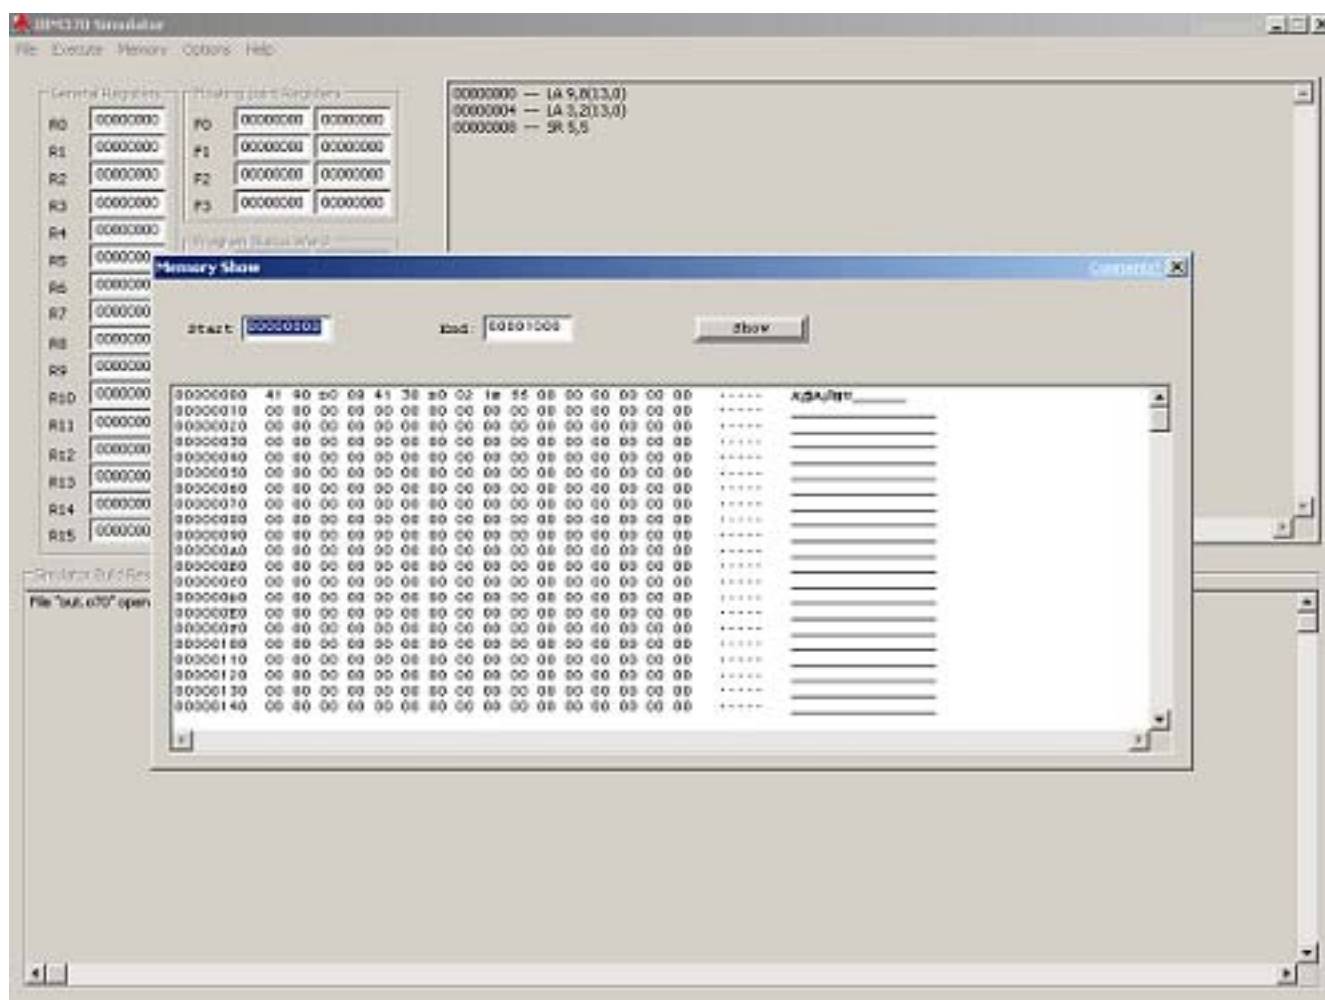 IBM370 Simulator
File Execute Memory Options Help
General Registers
Floating point Registers
R0 00000000
F0 00000000 00000000
R1 00000000
F1 00000000 00000000
R2 00000000
F2 00000000 00000000
R3 00000000
F3 00000000 00000000
R4 00000000
Program Status Word
R5
R6
R7
R8
R9
R10
R11
R12
R13
R14
R15
00000000 --- LA 9,8(13,0)
00000004 --- LA 3,2(13,0)
00000008 --- SR 5,5
Memory Show
Comments?
Start 00000000 End: 00001000 Show
00000000 41 90 D0 08 41 30 D0 02 1B 55 00 00 00 00 00 00
00000010 00 00 00 00 00 00 00 00 00 00 00 00 00 00 00 00
00000020 00 00 00 00 00 00 00 00 00 00 00 00 00 00 00 00
00000030 00 00 00 00 00 00 00 00 00 00 00 00 00 00 00 00
00000040 00 00 00 00 00 00 00 00 00 00 00 00 00 00 00 00
00000050 00 00 00 00 00 00 00 00 00 00 00 00 00 00 00 00
00000060 00 00 00 00 00 00 00 00 00 00 00 00 00 00 00 00
00000070 00 00 00 00 00 00 00 00 00 00 00 00 00 00 00 00
00000080 00 00 00 00 00 00 00 00 00 00 00 00 00 00 00 00
00000090 00 00 00 00 00 00 00 00 00 00 00 00 00 00 00 00
000000A0 00 00 00 00 00 00 00 00 00 00 00 00 00 00 00 00
000000B0 00 00 00 00 00 00 00 00 00 00 00 00 00 00 00 00
000000C0 00 00 00 00 00 00 00 00 00 00 00 00 00 00 00 00
000000D0 00 00 00 00 00 00 00 00 00 00 00 00 00 00 00 00
000000E0 00 00 00 00 00 00 00 00 00 00 00 00 00 00 00 00
000000F0 00 00 00 00 00 00 00 00 00 00 00 00 00 00 00 00
00000100 00 00 00 00 00 00 00 00 00 00 00 00 00 00 00 00
00000110 00 00 00 00 00 00 00 00 00 00 00 00 00 00 00 00
00000120 00 00 00 00 00 00 00 00 00 00 00 00 00 00 00 00
00000130 00 00 00 00 00 00 00 00 00 00 00 00 00 00 00 00
00000140 00 00 00 00 00 00 00 00 00 00 00 00 00 00 00 00
Simulator Build Res
File "out.o70" open